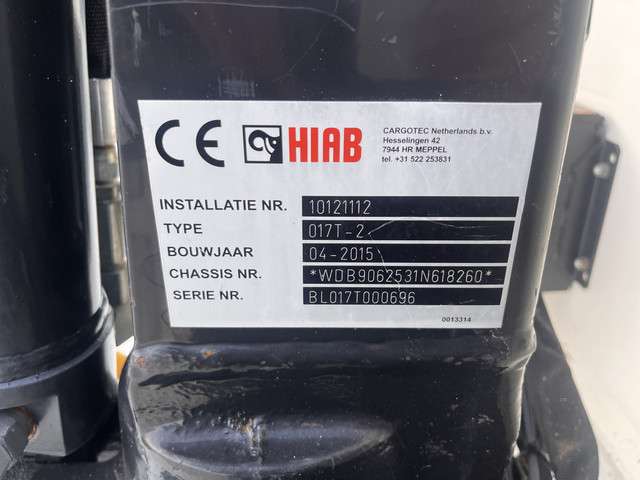 CE HIAB
CARGOTEC Netherlands b.v.
Hesselingen 42
7944 HR MEPPEL
tel. +31 522 253831
INSTALLATIE NR. 10121112
TYPE 017T-2
BOUWJAAR 04-2015
CHASSIS NR. *WDB9062531N618260*
SERIE NR. BL017T000696
0013314